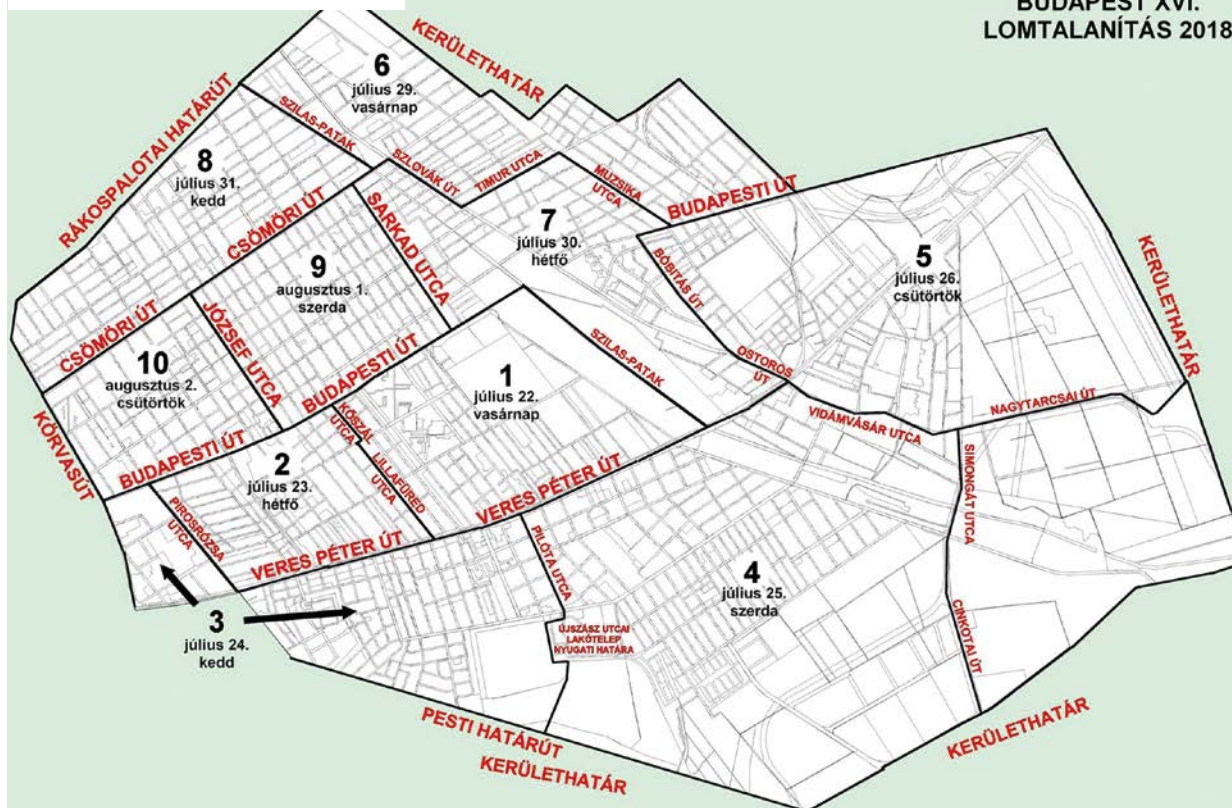 BUDAPEST XVI.
LOMTALANÍTÁS 2018
KERÜLETHATÁR
6
július 29.
vasárnap
RÁKOSPALOTAI HATÁRÚT
SZILAS-PATAK
SZLOVÁK ÚT
TIMUR UTCA
MUZSIKA
UTCA
BUDAPESTI ÚT
8
július 31.
kedd
CSÖMÖRI ÚT
SARKAD UTCA
7
július 30.
hétfő
BÓBITÁS ÚT
5
július 26.
csütörtök
KERÜLETHATÁR
9
augusztus 1.
szerda
JÓZSEF UTCA
CSÖMÖRI ÚT
10
augusztus 2.
csütörtök
BUDAPESTI ÚT
SZILAS-PATAK
OSTOROS
ÚT
1
július 22.
vasárnap
KŐSZÁL
UTCA
NAGYTARCSAI ÚT
VIDÁMVÁSÁR UTCA
KÖRVASÚT
BUDAPESTI ÚT
2
július 23.
hétfő
LILLAFÜRED
UTCA
VERES PÉTER ÚT
SIMONGÁT UTCA
PIROSRÓZSA
UTCA
VERES PÉTER ÚT
PILÓTA UTCA
4
július 25.
szerda
3
július 24.
kedd
ÚJSZÁSZ UTCAI
LAKÓTELEP
NYUGATI HATÁRA
CINKOTAI ÚT
PESTI HATÁRÚT
KERÜLETHATÁR
KERÜLETHATÁR